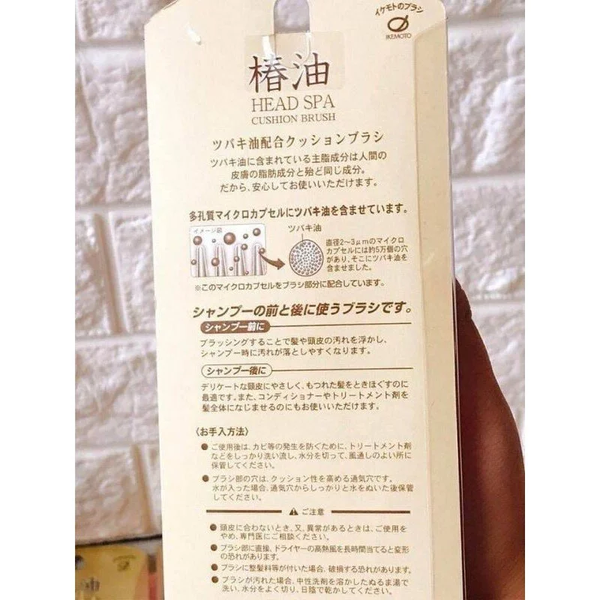 イケモトのブラシ
IKEMOTO
椿油
HEAD SPA
CUSHION BRUSH
ツバキ油配合クッションブラシ
ツバキ油に含まれている主脂成分は人間の
皮膚の脂肪成分と殆ど同じ成分。
だから、安心してお使いいただけます。
多孔質マイクロカプセルにツバキ油を含ませています。
イメージ図
ツバキ油
直径2〜3μmのマイクロ
カプセルには約5万個の穴
があり、そこにツバキ油を
含ませました。
※このマイクロカプセルをブラシ部分に配合しています。
シャンプーの前と後に使うブラシです。
シャンプー前に
ブラッシングすることで髪や頭皮の汚れを浮かし、
シャンプー時に汚れが落としやすくなります。
シャンプー後に
デリケートな頭皮にやさしく、もつれた髪をときほぐすのに
最適です。また、コンディショナーやトリートメント剤を
髪全体になじませるのにもお使いいただけます。
〈お手入方法〉
●ご使用後は、カビ等の発生を防ぐために、トリートメント剤
などをしっかり洗い流し、水分を切って、風通しのよい所に
保管してください。
●ブラシ部の穴は、クッション性を高める通気穴です。
水が入った場合、通気穴からしっかりと水をぬいた後保管
してください。
⚠ご注意
●頭皮に合わないとき、又、異常があるときは、ご使用を
やめ、専門医にご相談ください。
●ブラシ部に直接、ドライヤーの高熱風を長時間当てると変形
の恐れがあります。
●ブラシに整髪料等が付いた場合、破損する恐れがあります。
●ブラシが汚れた場合、中性洗剤を溶かしたぬるま湯で
洗い、水分をよく切り、日陰で乾かしてください。
油